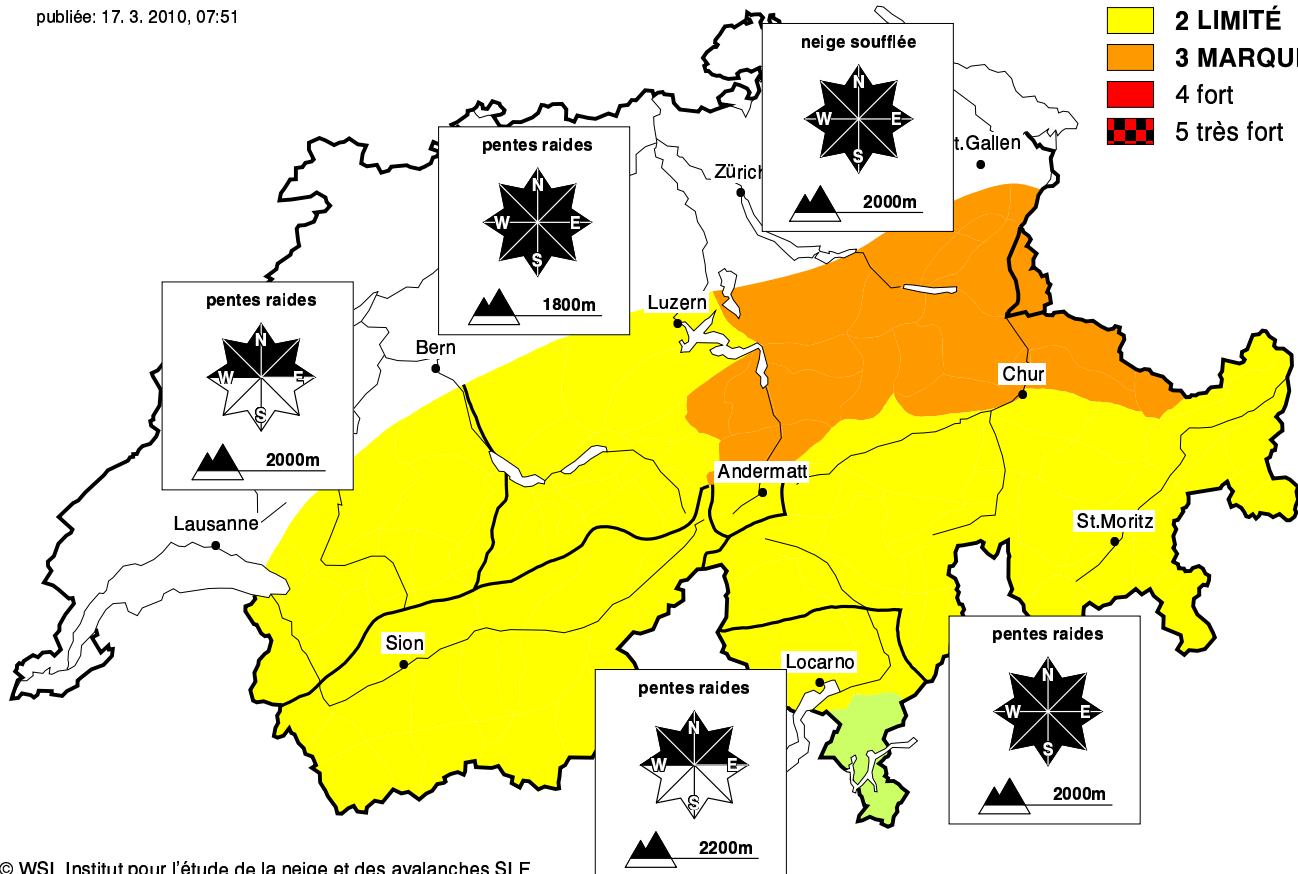 publiée: 17. 3. 2010, 07:51
2 LIMITÉ
3 MARQU
4 fort
5 très fort
neige soufflée
N
W E
S
2000m
t.Gallen
Züric
pentes raides
N
W E
S
1800m
pentes raides
N
W E
S
2000m
Luzern
Bern
Chur
Andermatt
Lausanne
St.Moritz
Sion
Locarno
pentes raides
N
W E
S
2200m
pentes raides
N
W E
S
2000m
© WSL Institut pour l'étude de la neige et des avalanches SLF